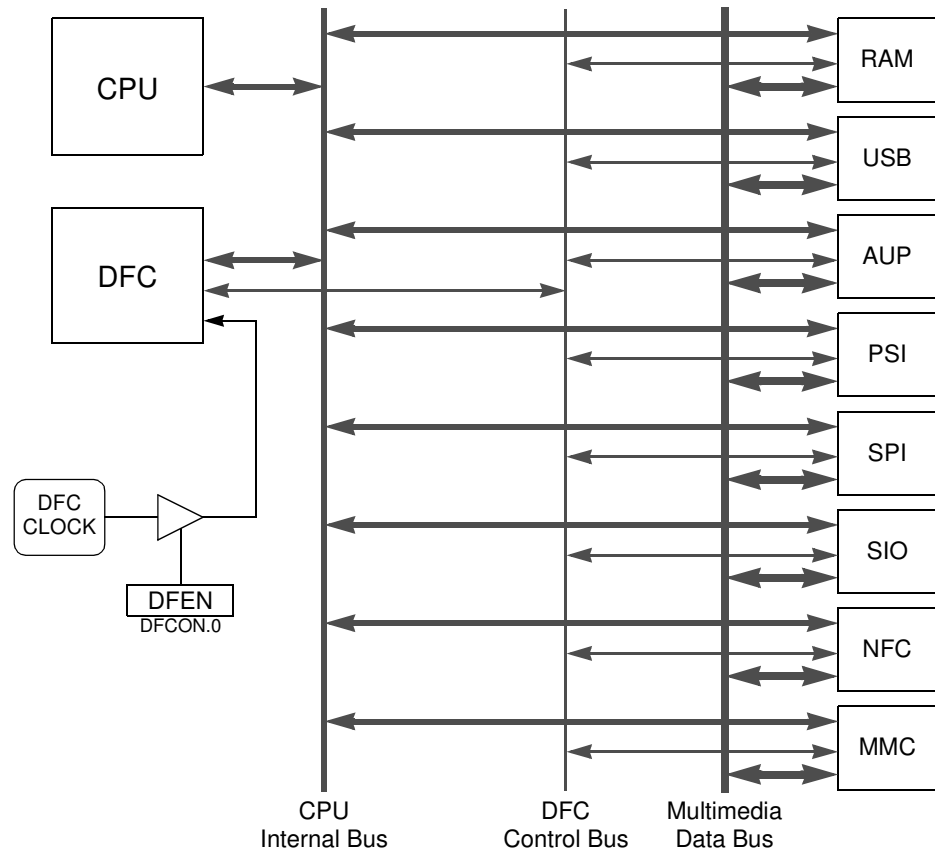 CPU
DFC
DFC
CLOCK
DFEN
DFCON.0
RAM
USB
AUP
PSI
SPI
SIO
NFC
MMC
CPU
Internal Bus
DFC
Control Bus
Multimedia
Data Bus